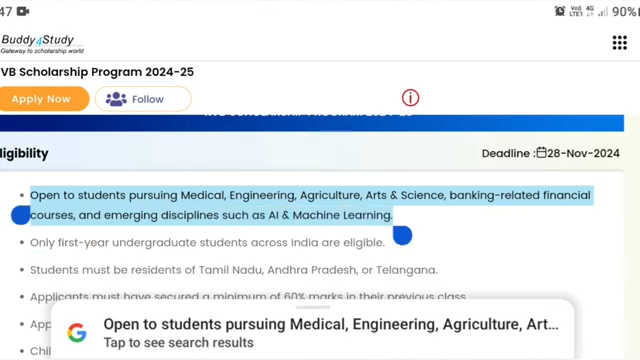 47
Vo))
LTE1
4G
90%
Buddy4Study
Gateway to scholarship world
VB Scholarship Program 2024-25
Apply Now
Follow
ligibility
Deadline : 28-Nov-2024
• Open to students pursuing Medical, Engineering, Agriculture, Arts & Science, banking-related financial
courses, and emerging disciplines such as AI & Machine Learning.
• Only first-year undergraduate students across India are eligible.
• Students must be residents of Tamil Nadu, Andhra Pradesh, or Telangana.
• Applicants must have secured a minimum of 60% marks in their previous class
• App
• Chil
Open to students pursuing Medical, Engineering, Agriculture, Art...
Tap to see search results